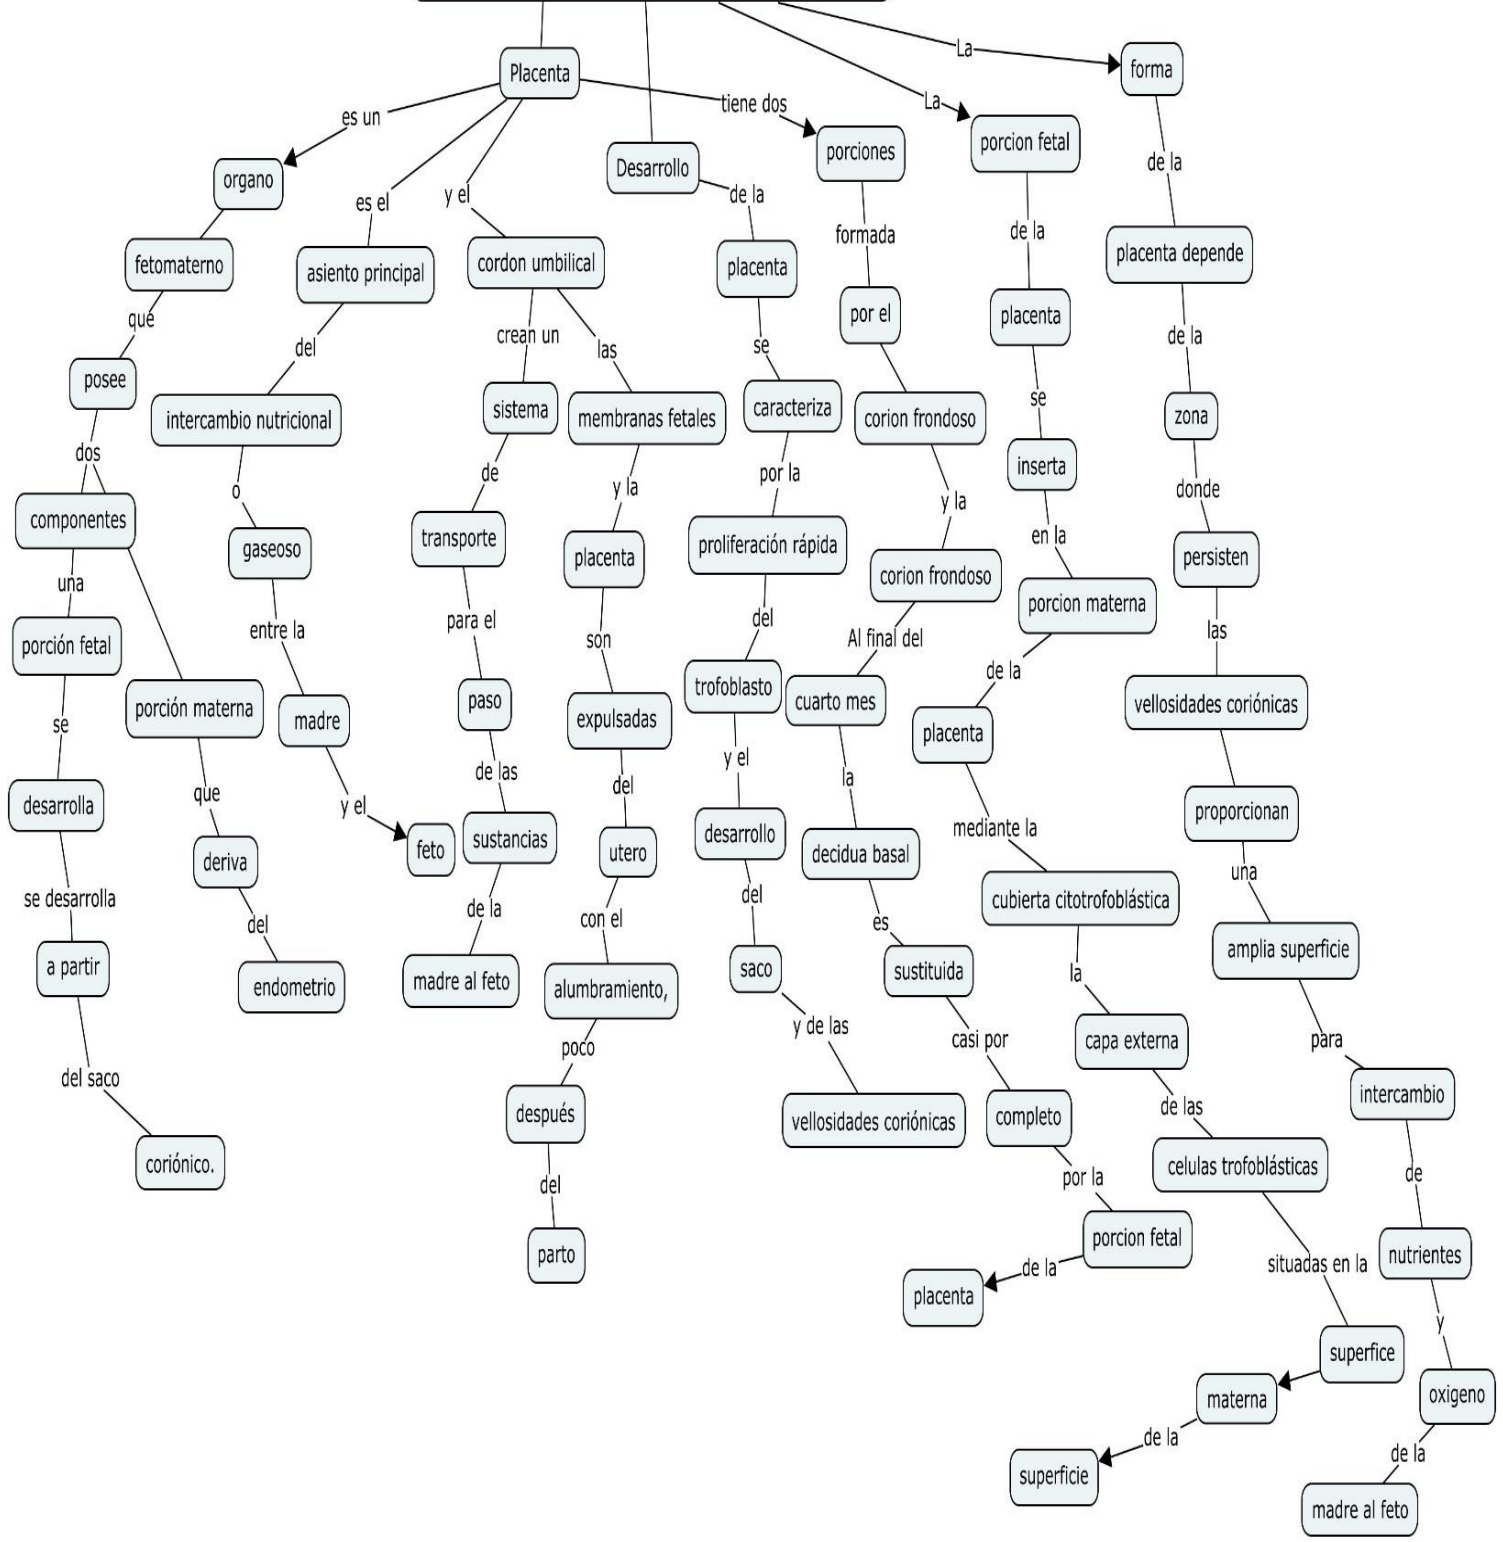 Placenta
es un
organo
fetomaterno
que
posee
dos
componentes
una
porción fetal
se
desarrolla
se desarrolla
a partir
del saco
coriónico.
porción materna
que
deriva
del
endometrio
es el
asiento principal
del
intercambio nutricional
o
gaseoso
entre la
madre
y el
feto
y el
cordon umbilical
crean un
sistema
de
transporte
para el
paso
de las
sustancias
de la
madre al feto
las
membranas fetales
y la
placenta
son
expulsadas
del
utero
con el
alumbramiento,
poco
después
del
parto
tiene dos
porciones
formada
por el
corion frondoso
y la
corion frondoso
Al final del
cuarto mes
la
decidua basal
es
sustituida
casi por
completo
por la
porcion fetal
de la
placenta
Desarrollo
de la
placenta
se
caracteriza
por la
proliferación rápida
del
trofoblasto
y el
desarrollo
del
saco
y de las
vellosidades coriónicas
La
porcion fetal
de la
placenta
se
inserta
en la
porcion materna
de la
placenta
mediante la
cubierta citotrofoblástica
la
capa externa
de las
celulas trofoblásticas
situadas en la
superfice
materna
de la
superficie
La
forma
de la
placenta depende
de la
zona
donde
persisten
las
vellosidades coriónicas
proporcionan
una
amplia superficie
para
intercambio
de
nutrientes
y
oxigeno
de la
madre al feto